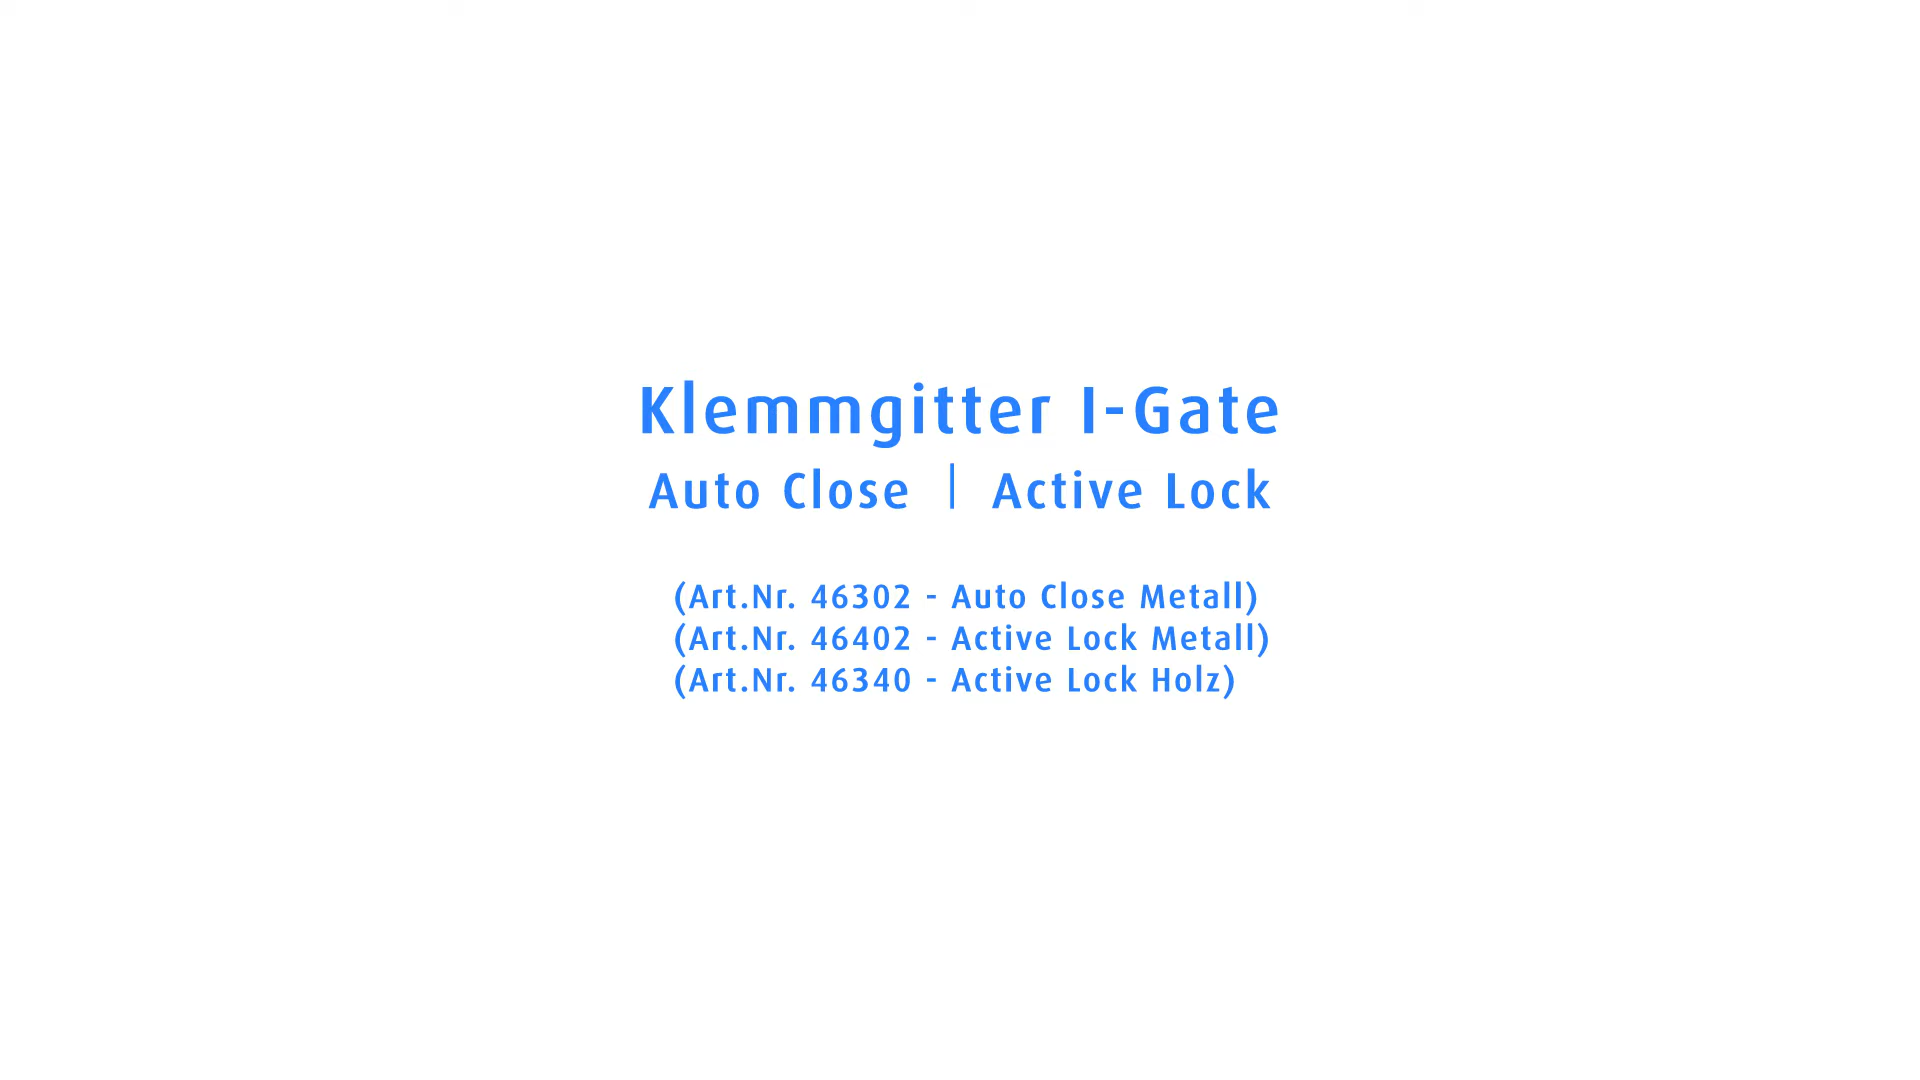 Klemmgitter I-Gate
Auto Close | Active Lock
(Art.Nr. 46302 - Auto Close Metall)
(Art.Nr. 46402 - Active Lock Metall)
(Art.Nr. 46340 - Active Lock Holz)